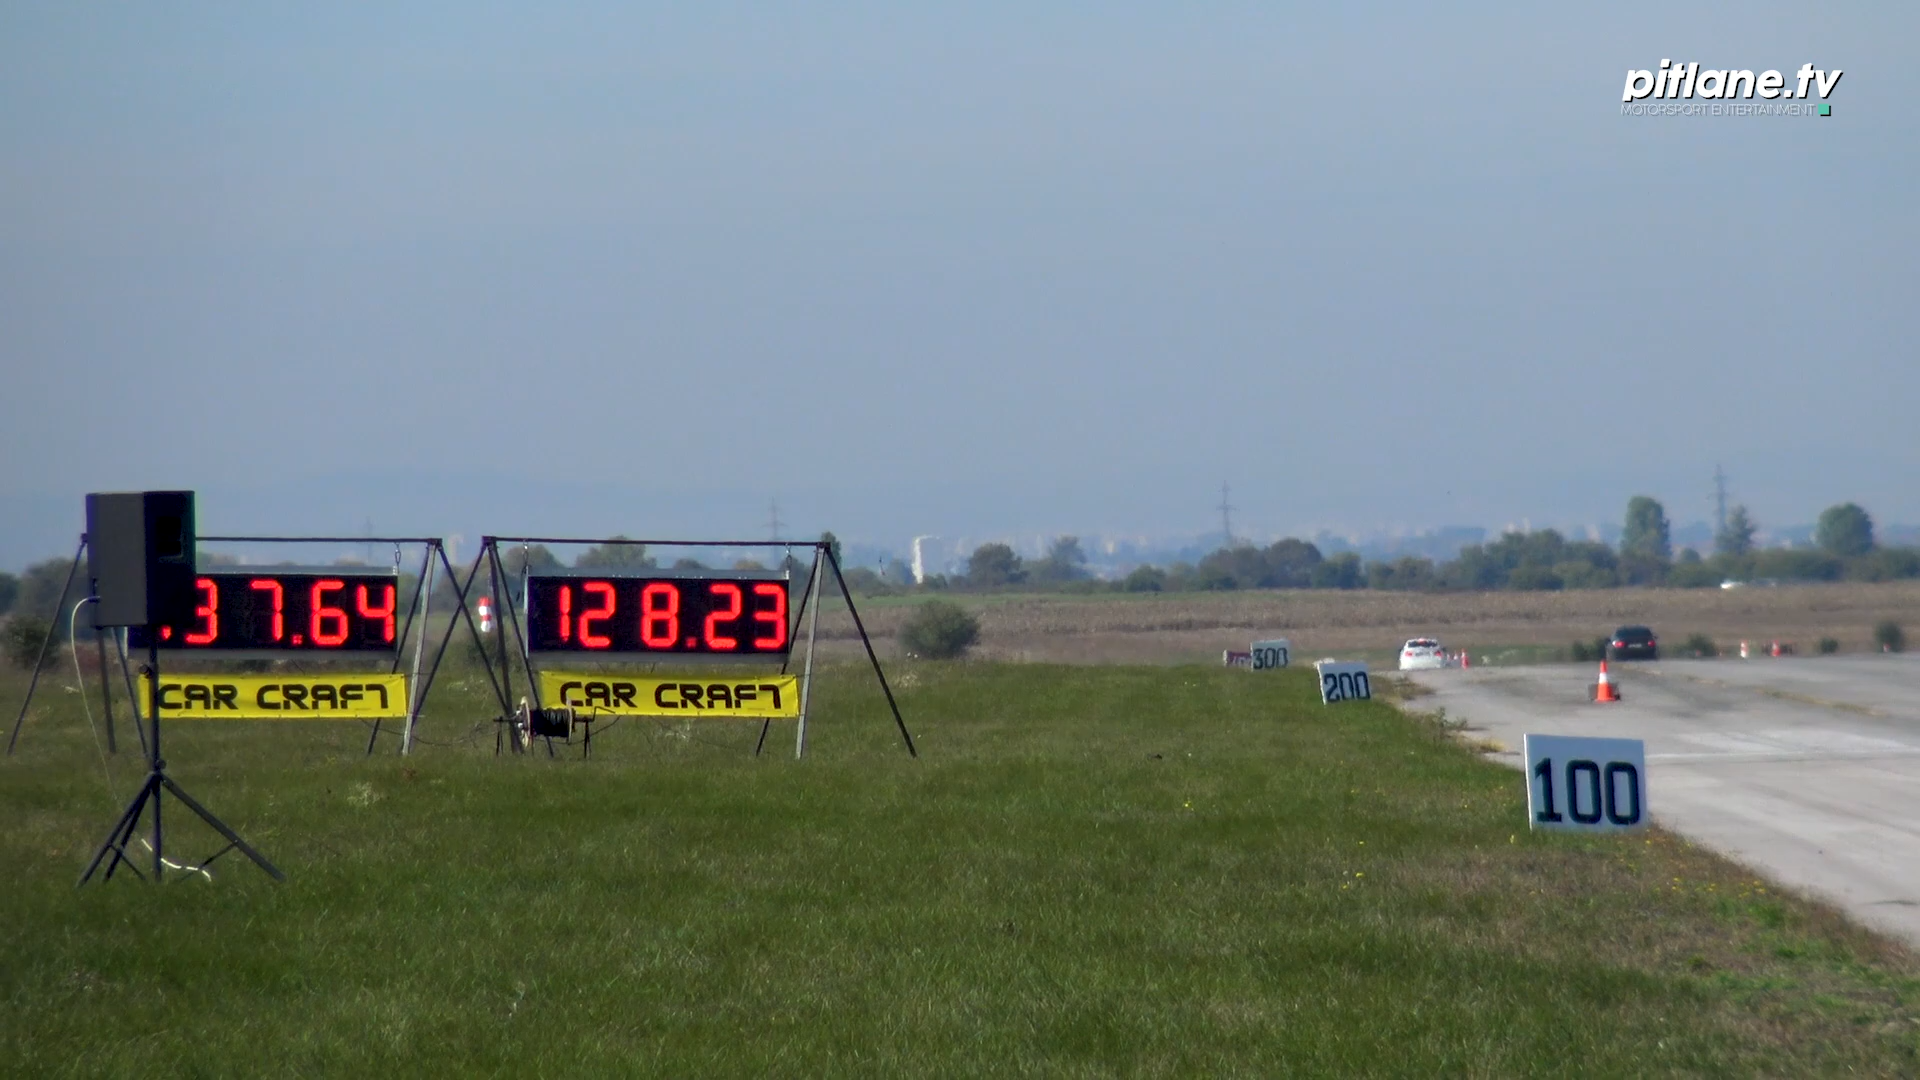 pitlane.tv
MOTORSPORT ENTERTAINMENT
37.64
128.23
CAR CRAFT
CAR CRAFT
300
200
100